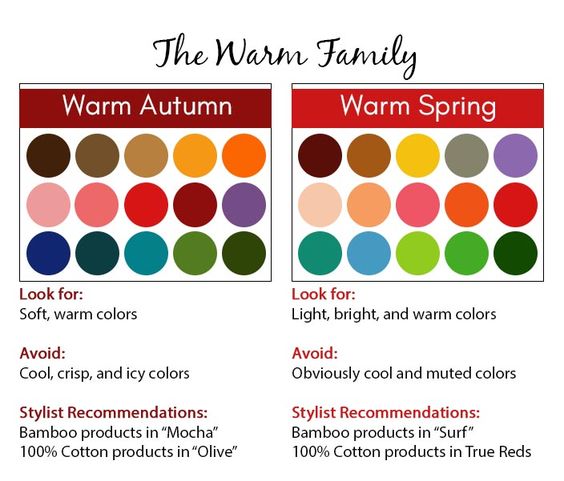 The Warm Family
Warm Autumn
Look for:
Soft, warm colors
Avoid:
Cool, crisp, and icy colors
Stylist Recommendations:
Bamboo products in “Mocha”
100% Cotton products in “Olive”
Warm Spring
Look for:
Light, bright, and warm colors
Avoid:
Obviously cool and muted colors
Stylist Recommendations:
Bamboo products in “Surf”
100% Cotton products in True Reds